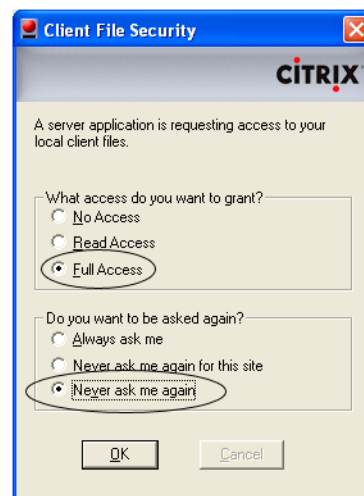 Client File Security
CITRIX
A server application is requesting access to your
local client files.
What access do you want to grant?
No Access
Read Access
Full Access
Do you want to be asked again?
Always ask me
Never ask me again for this site
Never ask me again
OK
Cancel